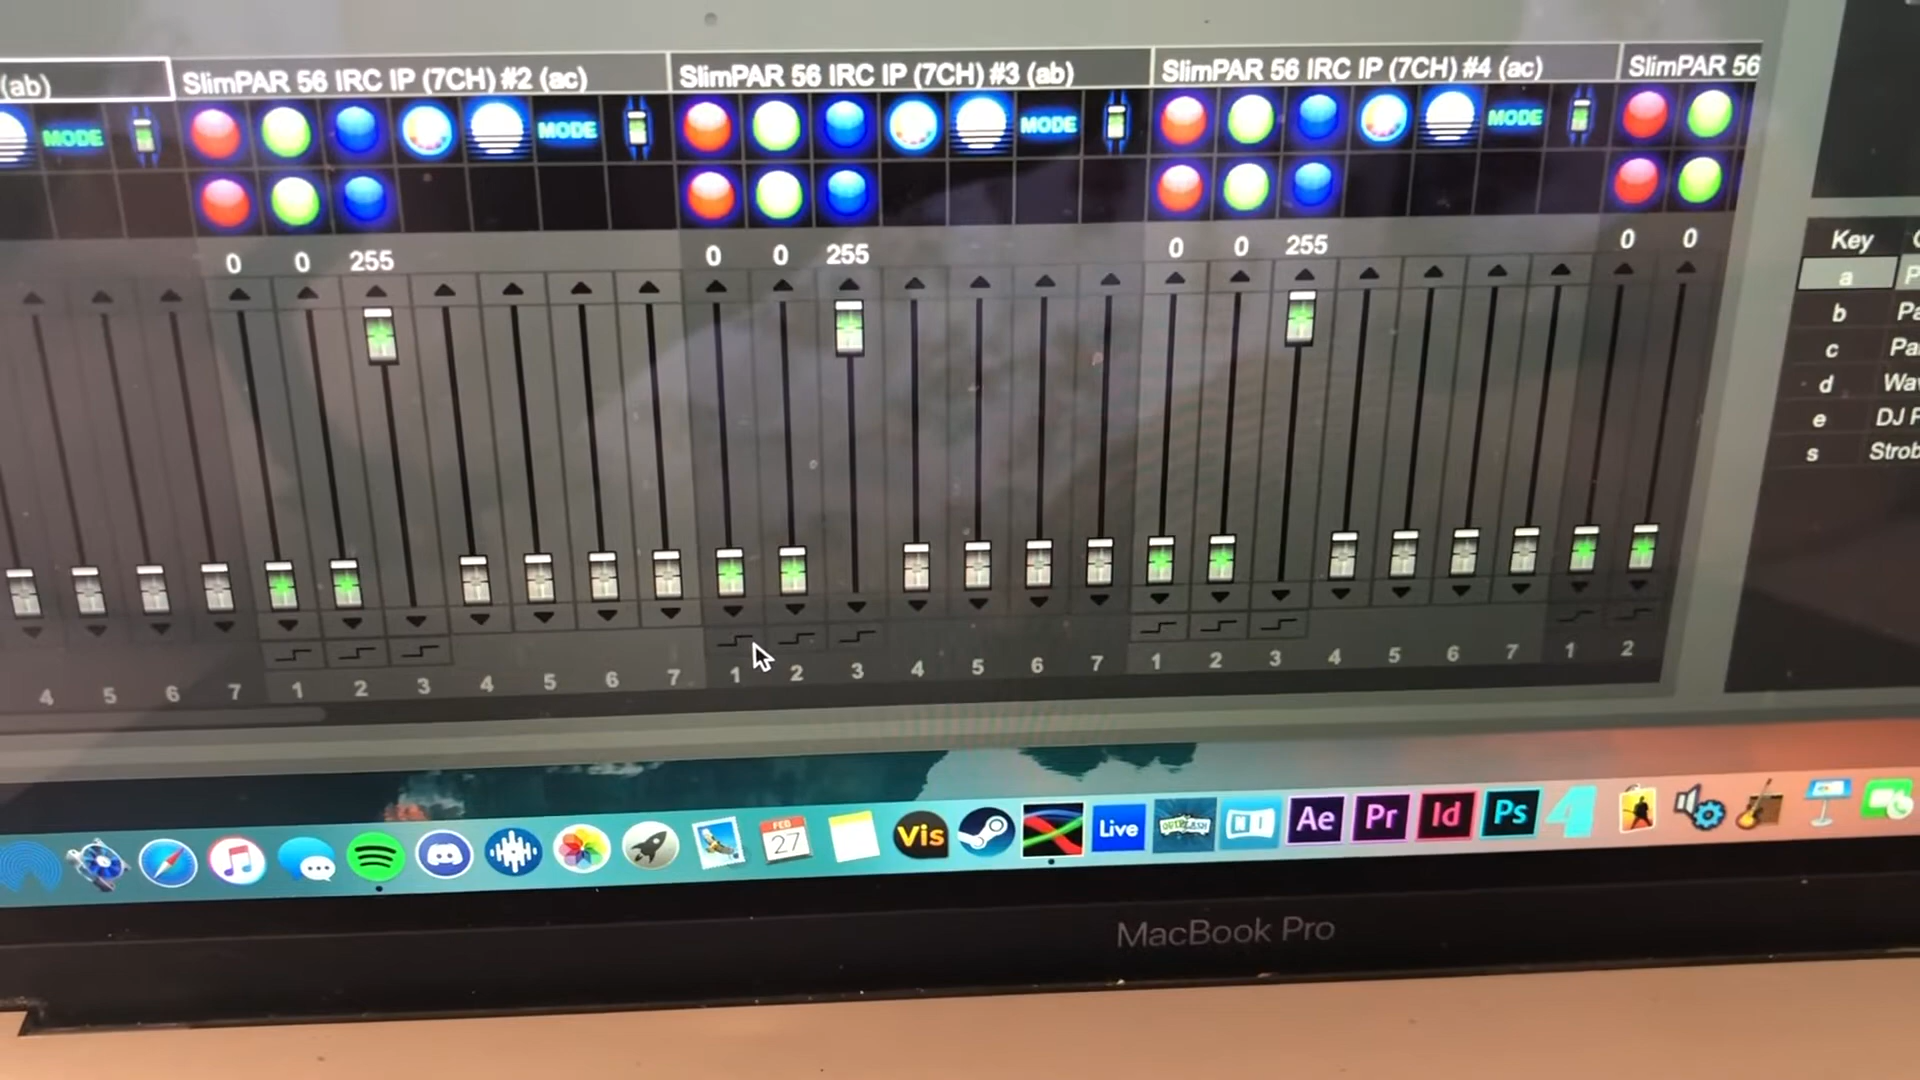 (ab)
SlimPAR 56 IRC IP (7CH) #2 (ac)
SlimPAR 56 IRC IP (7CH) #3 (ab)
SlimPAR 56 IRC IP (7CH) #4 (ac)
SlimPAR 56
MODE MODE MODE MODE
0 0 255 0 0 255 0 0 255 0 0
4 5 6 7 1 2 3 4 5 6 7 1 2 3 4 5 6 7 1 2 3 4 5 6 7 1 2
Key
a
b
c
d
e DJ
s
FEB
27
Vis
Live
OUTPLASH
Ae
Pr
Id
Ps
MacBook Pro